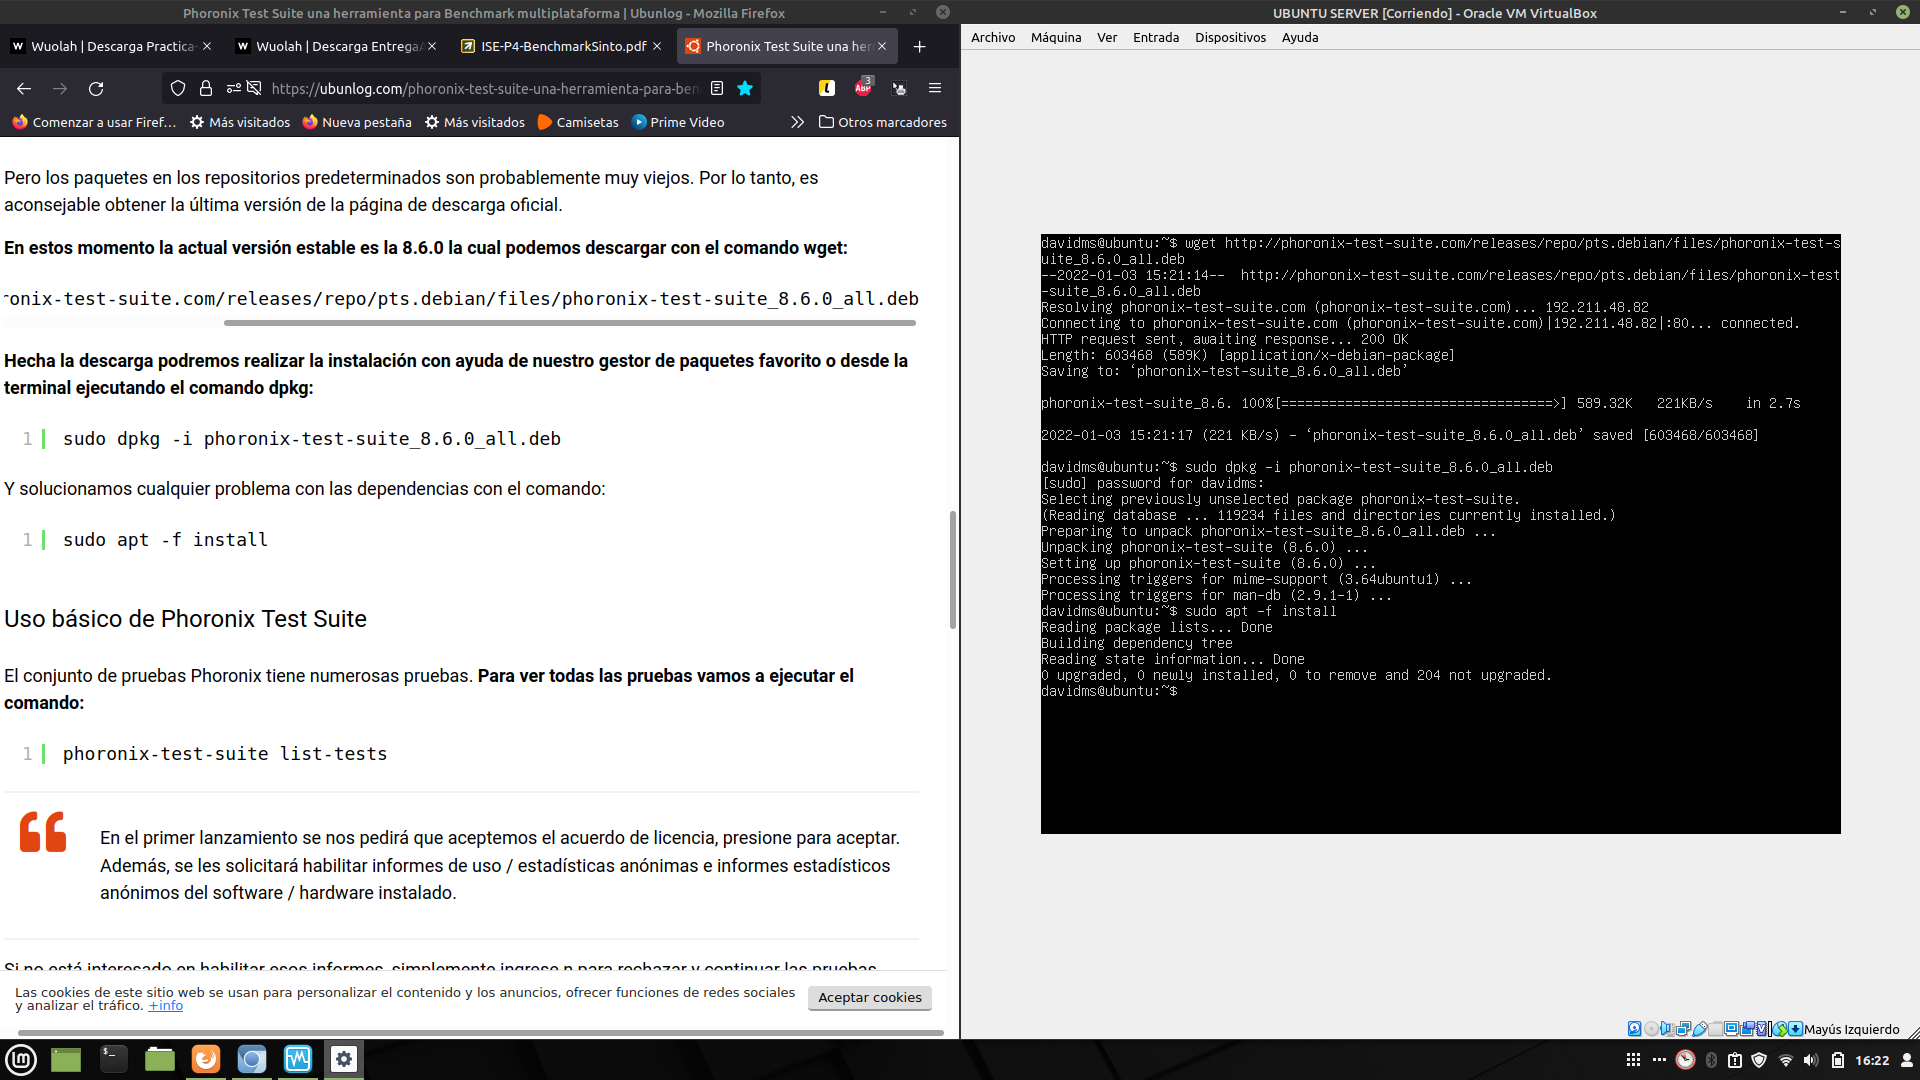 Phoronix Test Suite una herramienta para Benchmark multiplataforma | Ubunlog - Mozilla Firefox
Wuolah | Descarga Practica-
Wuolah | Descarga EntregaA
ISE-P4-BenchmarkSinto.pdf
Phoronix Test Suite una her
https://ubunlog.com/phoronix-test-suite-una-herramienta-para-ben
3
ABP
Comenzar a usar Firef...
Más visitados
Nueva pestaña
Más visitados
Camisetas
Prime Video
Otros marcadores
Pero los paquetes en los repositorios predeterminados son probablemente muy viejos. Por lo tanto, es
aconsejable obtener la última versión de la página de descarga oficial.
En estos momento la actual versión estable es la 8.6.0 la cual podemos descargar con el comando wget:
ronix-test-suite.com/releases/repo/pts.debian/files/phoronix-test-suite_8.6.0_all.deb
Hecha la descarga podremos realizar la instalación con ayuda de nuestro gestor de paquetes favorito o desde la
terminal ejecutando el comando dpkg:
1 sudo dpkg -i phoronix-test-suite_8.6.0_all.deb
Y solucionamos cualquier problema con las dependencias con el comando:
1 sudo apt -f install
Uso básico de Phoronix Test Suite
El conjunto de pruebas Phoronix tiene numerosas pruebas. Para ver todas las pruebas vamos a ejecutar el
comando:
1 phoronix-test-suite list-tests
En el primer lanzamiento se nos pedirá que aceptemos el acuerdo de licencia, presione para aceptar.
Además, se les solicitará habilitar informes de uso / estadísticas anónimas e informes estadísticos
anónimos del software / hardware instalado.
Si no está interesado en habilitar esos informes, simplemente ingrese n para rechazar y continuar las pruebas
Las cookies de este sitio web se usan para personalizar el contenido y los anuncios, ofrecer funciones de redes sociales
y analizar el tráfico. +info
Aceptar cookies
UBUNTU SERVER [Corriendo] - Oracle VM VirtualBox
Archivo Máquina Ver Entrada Dispositivos Ayuda
davidms@ubuntu:~$ wget http://phoronix-test-suite.com/releases/repo/pts.debian/files/phoronix-test-s
uite_8.6.0_all.deb
--2022-01-03 15:21:14--  http://phoronix-test-suite.com/releases/repo/pts.debian/files/phoronix-test
-suite_8.6.0_all.deb
Resolving phoronix-test-suite.com (phoronix-test-suite.com)... 192.211.48.82
Connecting to phoronix-test-suite.com (phoronix-test-suite.com)|192.211.48.82|:80... connected.
HTTP request sent, awaiting response... 200 OK
Length: 603468 (589K) [application/x-debian-package]
Saving to: ‘phoronix-test-suite_8.6.0_all.deb’
phoronix-test-suite_8.6. 100%[==================================>] 589.32K   221KB/s    in 2.7s
2022-01-03 15:21:17 (221 KB/s) - ‘phoronix-test-suite_8.6.0_all.deb’ saved [603468/603468]
davidms@ubuntu:~$ sudo dpkg -i phoronix-test-suite_8.6.0_all.deb
[sudo] password for davidms:
Selecting previously unselected package phoronix-test-suite.
(Reading database ... 119234 files and directories currently installed.)
Preparing to unpack phoronix-test-suite_8.6.0_all.deb ...
Unpacking phoronix-test-suite (8.6.0) ...
Setting up phoronix-test-suite (8.6.0) ...
Processing triggers for mime-support (3.64ubuntu1) ...
Processing triggers for man-db (2.9.1-1) ...
davidms@ubuntu:~$ sudo apt -f install
Reading package lists... Done
Building dependency tree
Reading state information... Done
0 upgraded, 0 newly installed, 0 to remove and 204 not upgraded.
davidms@ubuntu:~$
Mayús Izquierdo
16:22